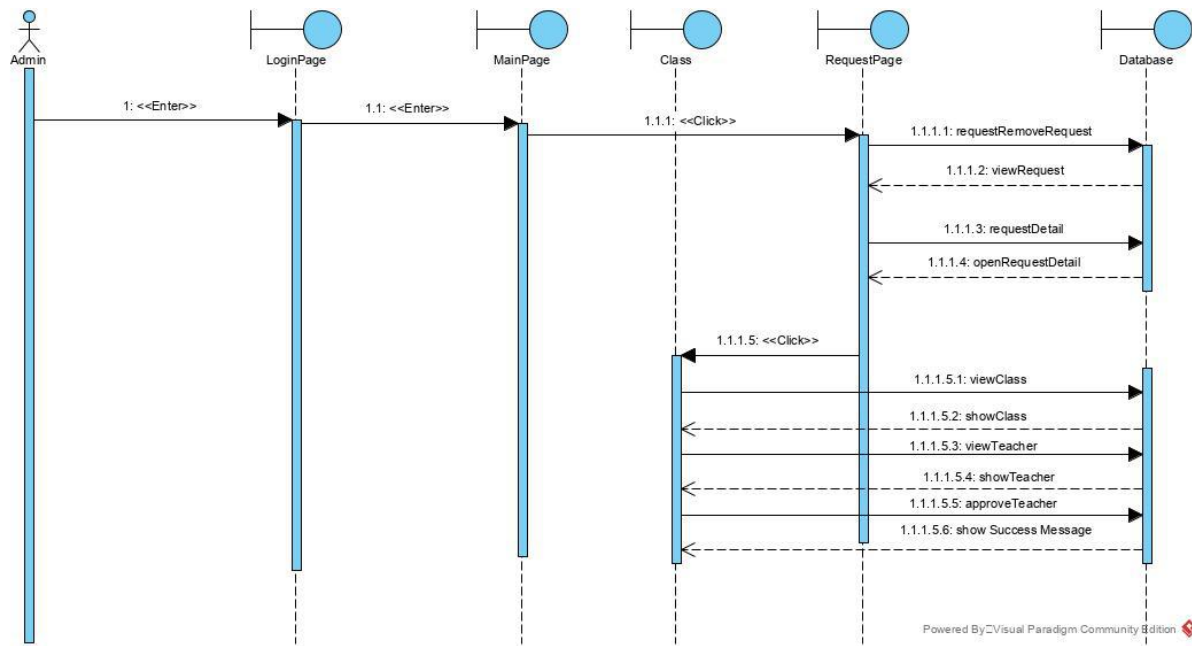 Admin
LoginPage
MainPage
Class
RequestPage
Database
1: <<Enter>>
1.1: <<Enter>>
1.1.1: <<Click>>
1.1.1.1: requestRemoveRequest
1.1.1.2: viewRequest
1.1.1.3: requestDetail
1.1.1.4: openRequestDetail
1.1.1.5: <<Click>>
1.1.1.5.1: viewClass
1.1.1.5.2: showClass
1.1.1.5.3: viewTeacher
1.1.1.5.4: showTeacher
1.1.1.5.5: approveTeacher
1.1.1.5.6: show Success Message
Powered By Visual Paradigm Community Edition